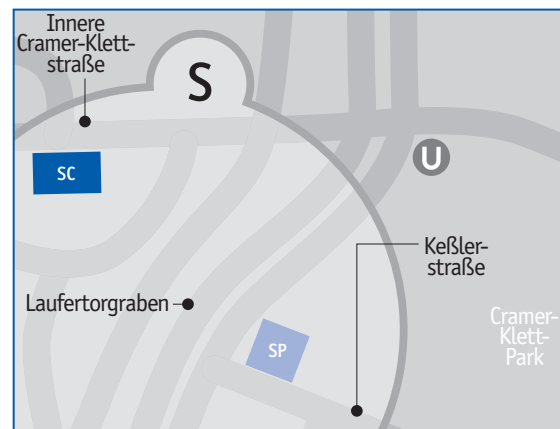 Innere
Cramer-Klett-
straße
S
SC
U
Keßler-
straße
Laufertorgraben
Cramer-
Klett-
Park
SP